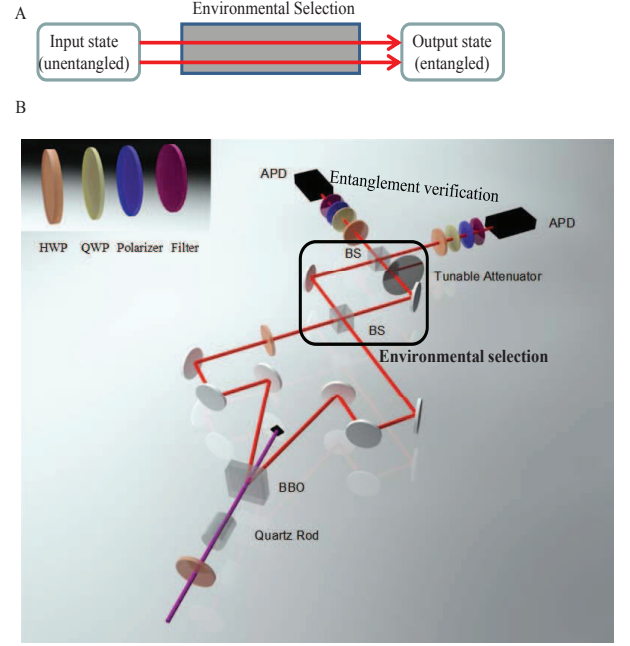 A
Environmental Selection
Input state
(unentangled)
Output state
(entangled)
B
HWP QWP Polarizer Filter
APD
Entanglement verification
APD
BS
Tunable Attenuator
BS
Environmental selection
BBO
Quartz Rod